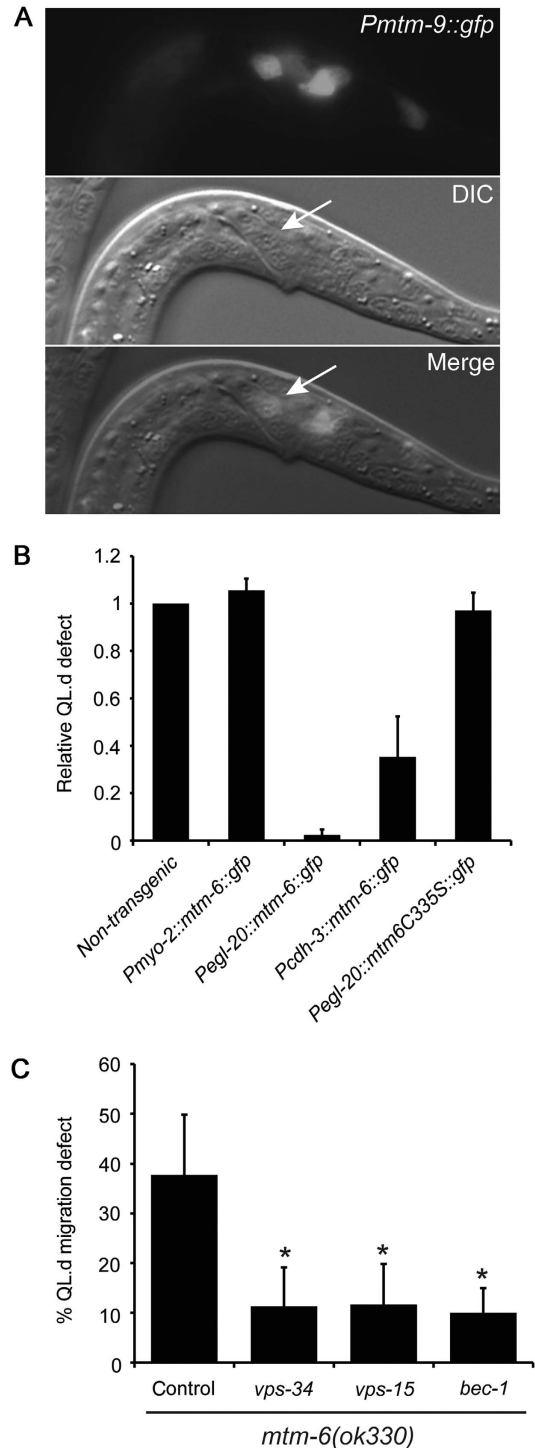 A
Pmtm-9::gfp
DIC
Merge
B
Relative QL.d defect
1.2
1
0.8
0.6
0.4
0.2
0
Non-transgenic
Pmyo-2::mtm-6::gfp
Pegl-20::mtm-6::gfp
Pcdh-3::mtm-6::gfp
Pegl-20::mtm6C335S::gfp
C
% QL.d migration defect
60
50
40
30
20
10
0
* * *
Control vps-34 vps-15 bec-1
mtm-6(ok330)